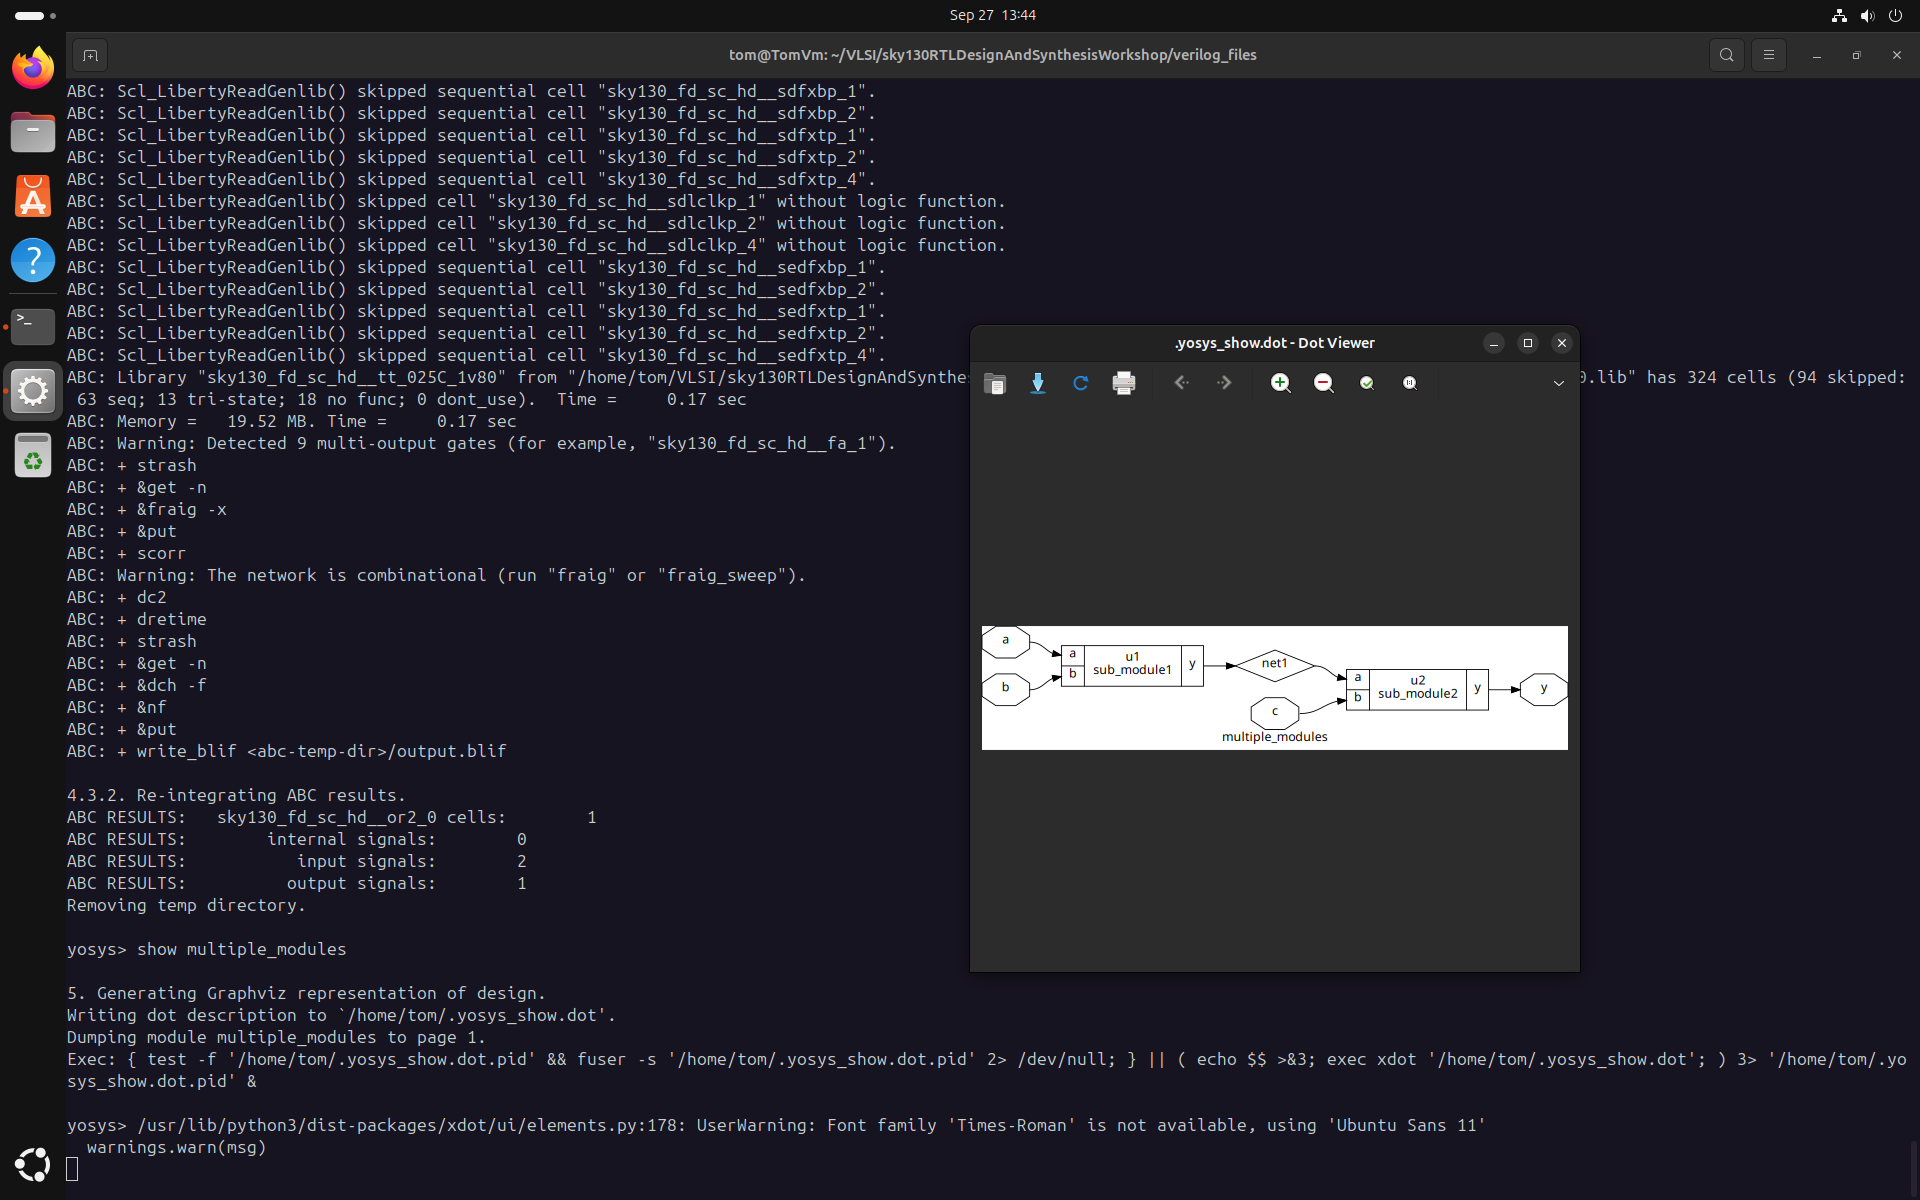 Sep 27 13:44
tom@TomVm: ~/VLSI/sky130RTLDesignAndSynthesisWorkshop/verilog_files
ABC: Scl_LibertyReadGenlib() skipped sequential cell "sky130_fd_sc_hd__sdfxbp_1".
ABC: Scl_LibertyReadGenlib() skipped sequential cell "sky130_fd_sc_hd__sdfxbp_2".
ABC: Scl_LibertyReadGenlib() skipped sequential cell "sky130_fd_sc_hd__sdfxtp_1".
ABC: Scl_LibertyReadGenlib() skipped sequential cell "sky130_fd_sc_hd__sdfxtp_2".
ABC: Scl_LibertyReadGenlib() skipped sequential cell "sky130_fd_sc_hd__sdfxtp_4".
ABC: Scl_LibertyReadGenlib() skipped cell "sky130_fd_sc_hd__sdlclkp_1" without logic function.
ABC: Scl_LibertyReadGenlib() skipped cell "sky130_fd_sc_hd__sdlclkp_2" without logic function.
ABC: Scl_LibertyReadGenlib() skipped cell "sky130_fd_sc_hd__sdlclkp_4" without logic function.
ABC: Scl_LibertyReadGenlib() skipped sequential cell "sky130_fd_sc_hd__sedfxbp_1".
ABC: Scl_LibertyReadGenlib() skipped sequential cell "sky130_fd_sc_hd__sedfxbp_2".
ABC: Scl_LibertyReadGenlib() skipped sequential cell "sky130_fd_sc_hd__sedfxtp_1".
ABC: Scl_LibertyReadGenlib() skipped sequential cell "sky130_fd_sc_hd__sedfxtp_2".
ABC: Scl_LibertyReadGenlib() skipped sequential cell "sky130_fd_sc_hd__sedfxtp_4".
ABC: Library "sky130_fd_sc_hd__tt_025C_1v80" from "/home/tom/VLSI/sky130RTLDesignAndSynthes 0.lib" has 324 cells (94 skipped:
63 seq; 13 tri-state; 18 no func; 0 dont_use). Time = 0.17 sec
ABC: Memory = 19.52 MB. Time = 0.17 sec
ABC: Warning: Detected 9 multi-output gates (for example, "sky130_fd_sc_hd__fa_1").
ABC: + strash
ABC: + &get -n
ABC: + &fraig -x
ABC: + &put
ABC: + scorr
ABC: Warning: The network is combinational (run "fraig" or "fraig_sweep").
ABC: + dc2
ABC: + dretime
ABC: + strash
ABC: + &get -n
ABC: + &dch -f
ABC: + &nf
ABC: + &put
ABC: + write_blif <abc-temp-dir>/output.blif
4.3.2. Re-integrating ABC results.
ABC RESULTS: sky130_fd_sc_hd__or2_0 cells: 1
ABC RESULTS: internal signals: 0
ABC RESULTS: input signals: 2
ABC RESULTS: output signals: 1
Removing temp directory.
yosys> show multiple_modules
5. Generating Graphviz representation of design.
Writing dot description to `/home/tom/.yosys_show.dot'.
Dumping module multiple_modules to page 1.
Exec: { test -f '/home/tom/.yosys_show.dot.pid' && fuser -s '/home/tom/.yosys_show.dot.pid' 2> /dev/null; } || ( echo $$ >&3; exec xdot '/home/tom/.yosys_show.dot'; ) 3> '/home/tom/.yo
sys_show.dot.pid' &
yosys> /usr/lib/python3/dist-packages/xdot/ui/elements.py:178: UserWarning: Font family 'Times-Roman' is not available, using 'Ubuntu Sans 11'
warnings.warn(msg)
.yosys_show.dot - Dot Viewer
a
b
a
b
u1
sub_module1
y
net1
c
a
b
u2
sub_module2
y
y
multiple_modules